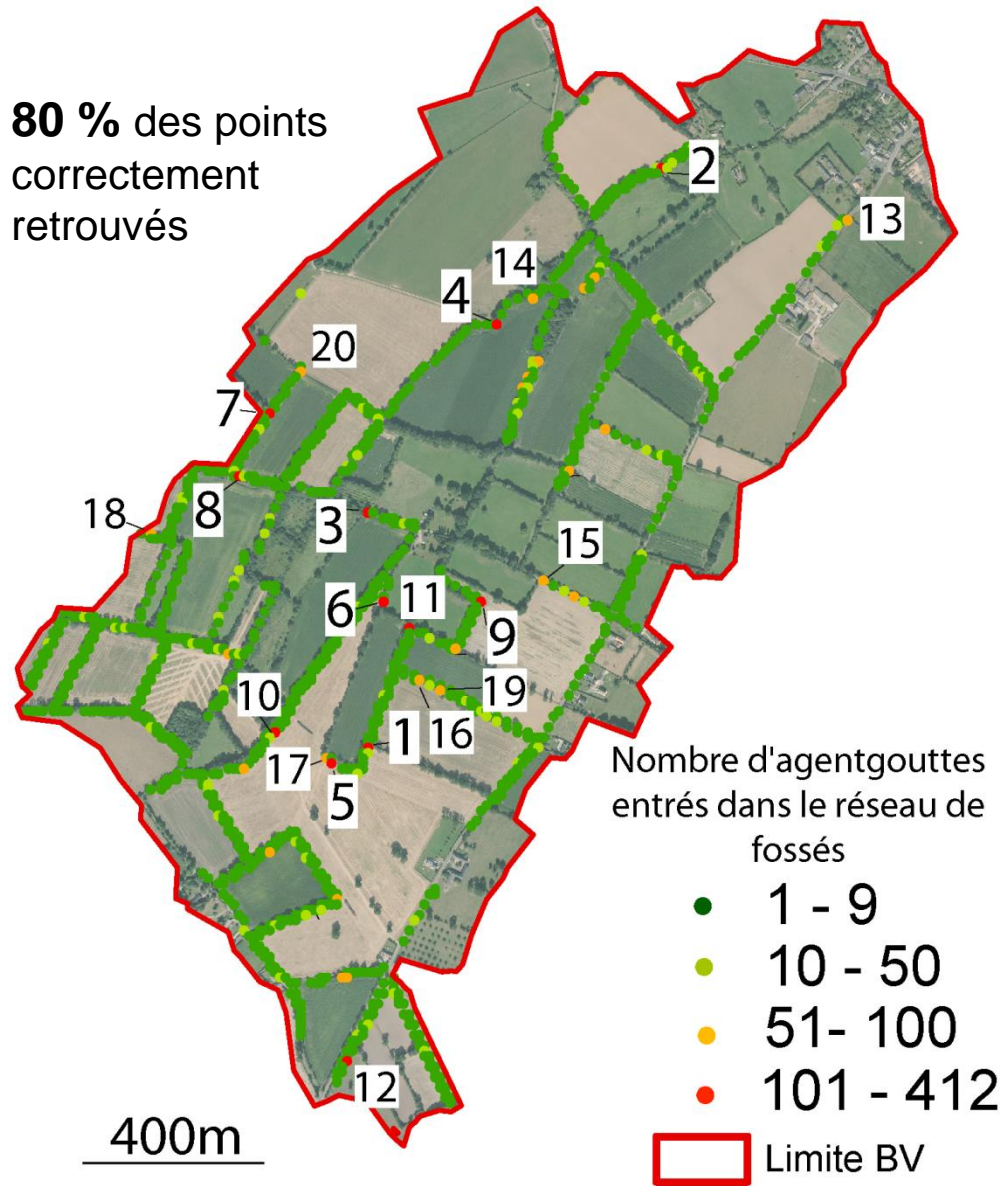 80 % des points
correctement
retrouvés
2
13
14
4
20
7
8
18
3
15
6
11
9
10
19
16
1
17
5
12
Nombre d'agentgouttes
entrés dans le réseau de
fossés
1 - 9
10 - 50
51- 100
101 - 412
Limite BV
400m